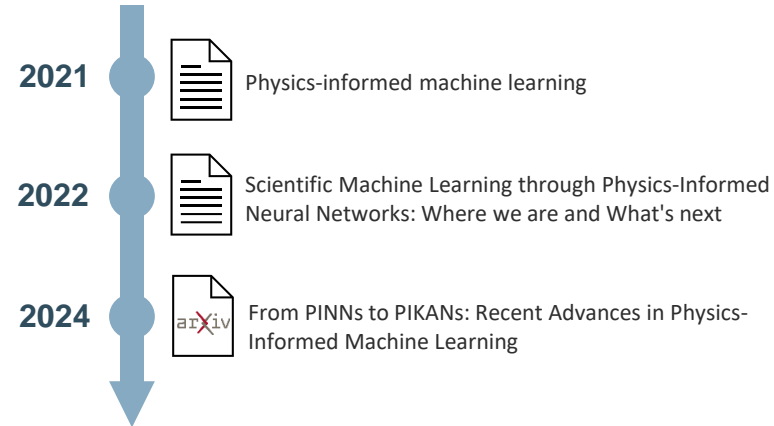 2021
Physics-informed machine learning
2022
Scientific Machine Learning through Physics-Informed
Neural Networks: Where we are and What's next
2024
arXiv
From PINNs to PIKANs: Recent Advances in Physics-
Informed Machine Learning